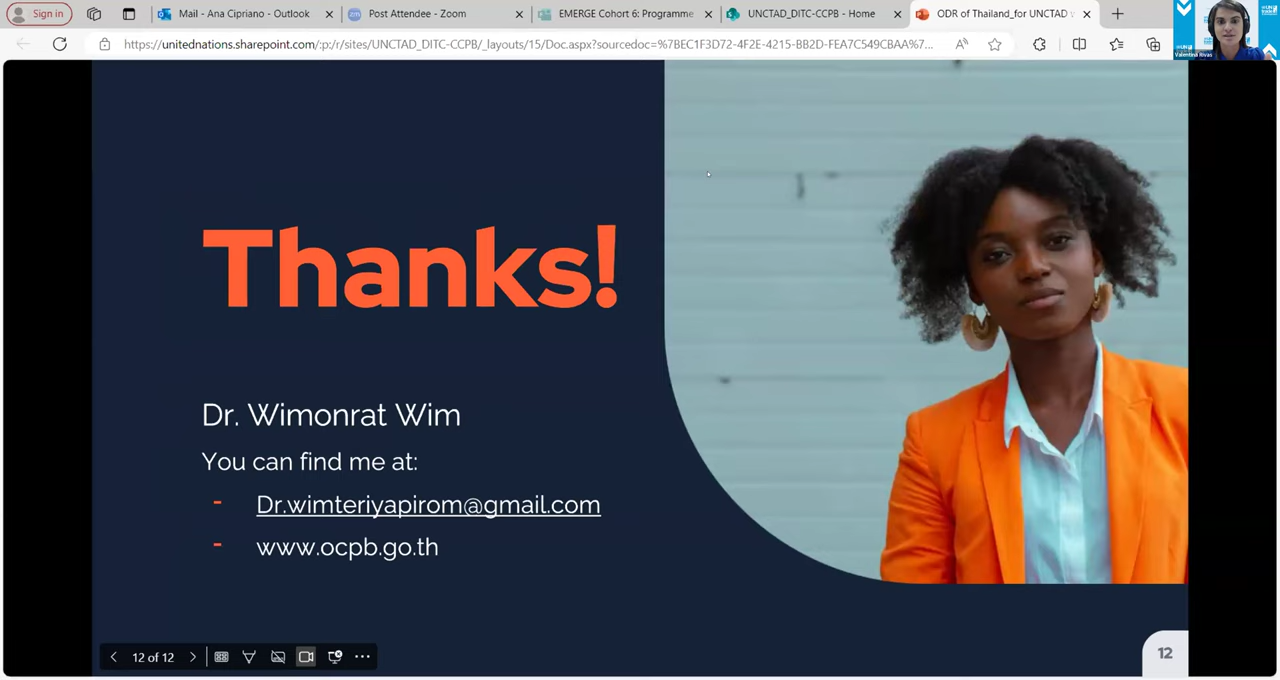 Sign in
Mail - Ana Cipriano - Outlook
Post Attendee - Zoom
EMERGE Cohort 6: Programme
UNCTAD_DITC-CCPB - Home
ODR of Thailand_for UNCTAD
https://unitednations.sharepoint.com/:p:/r/sites/UNCTAD_DITC-CCPB/_layouts/15/Doc.aspx?sourcedoc=%7BEC1F3D72-4F2E-4215-BB2D-FEA7C549CBAA%7...
Valentina Rivas
Thanks!
Dr. Wimonrat Wim
You can find me at:
- Dr.wimteriyapirom@gmail.com
- www.ocpb.go.th
12 of 12
12